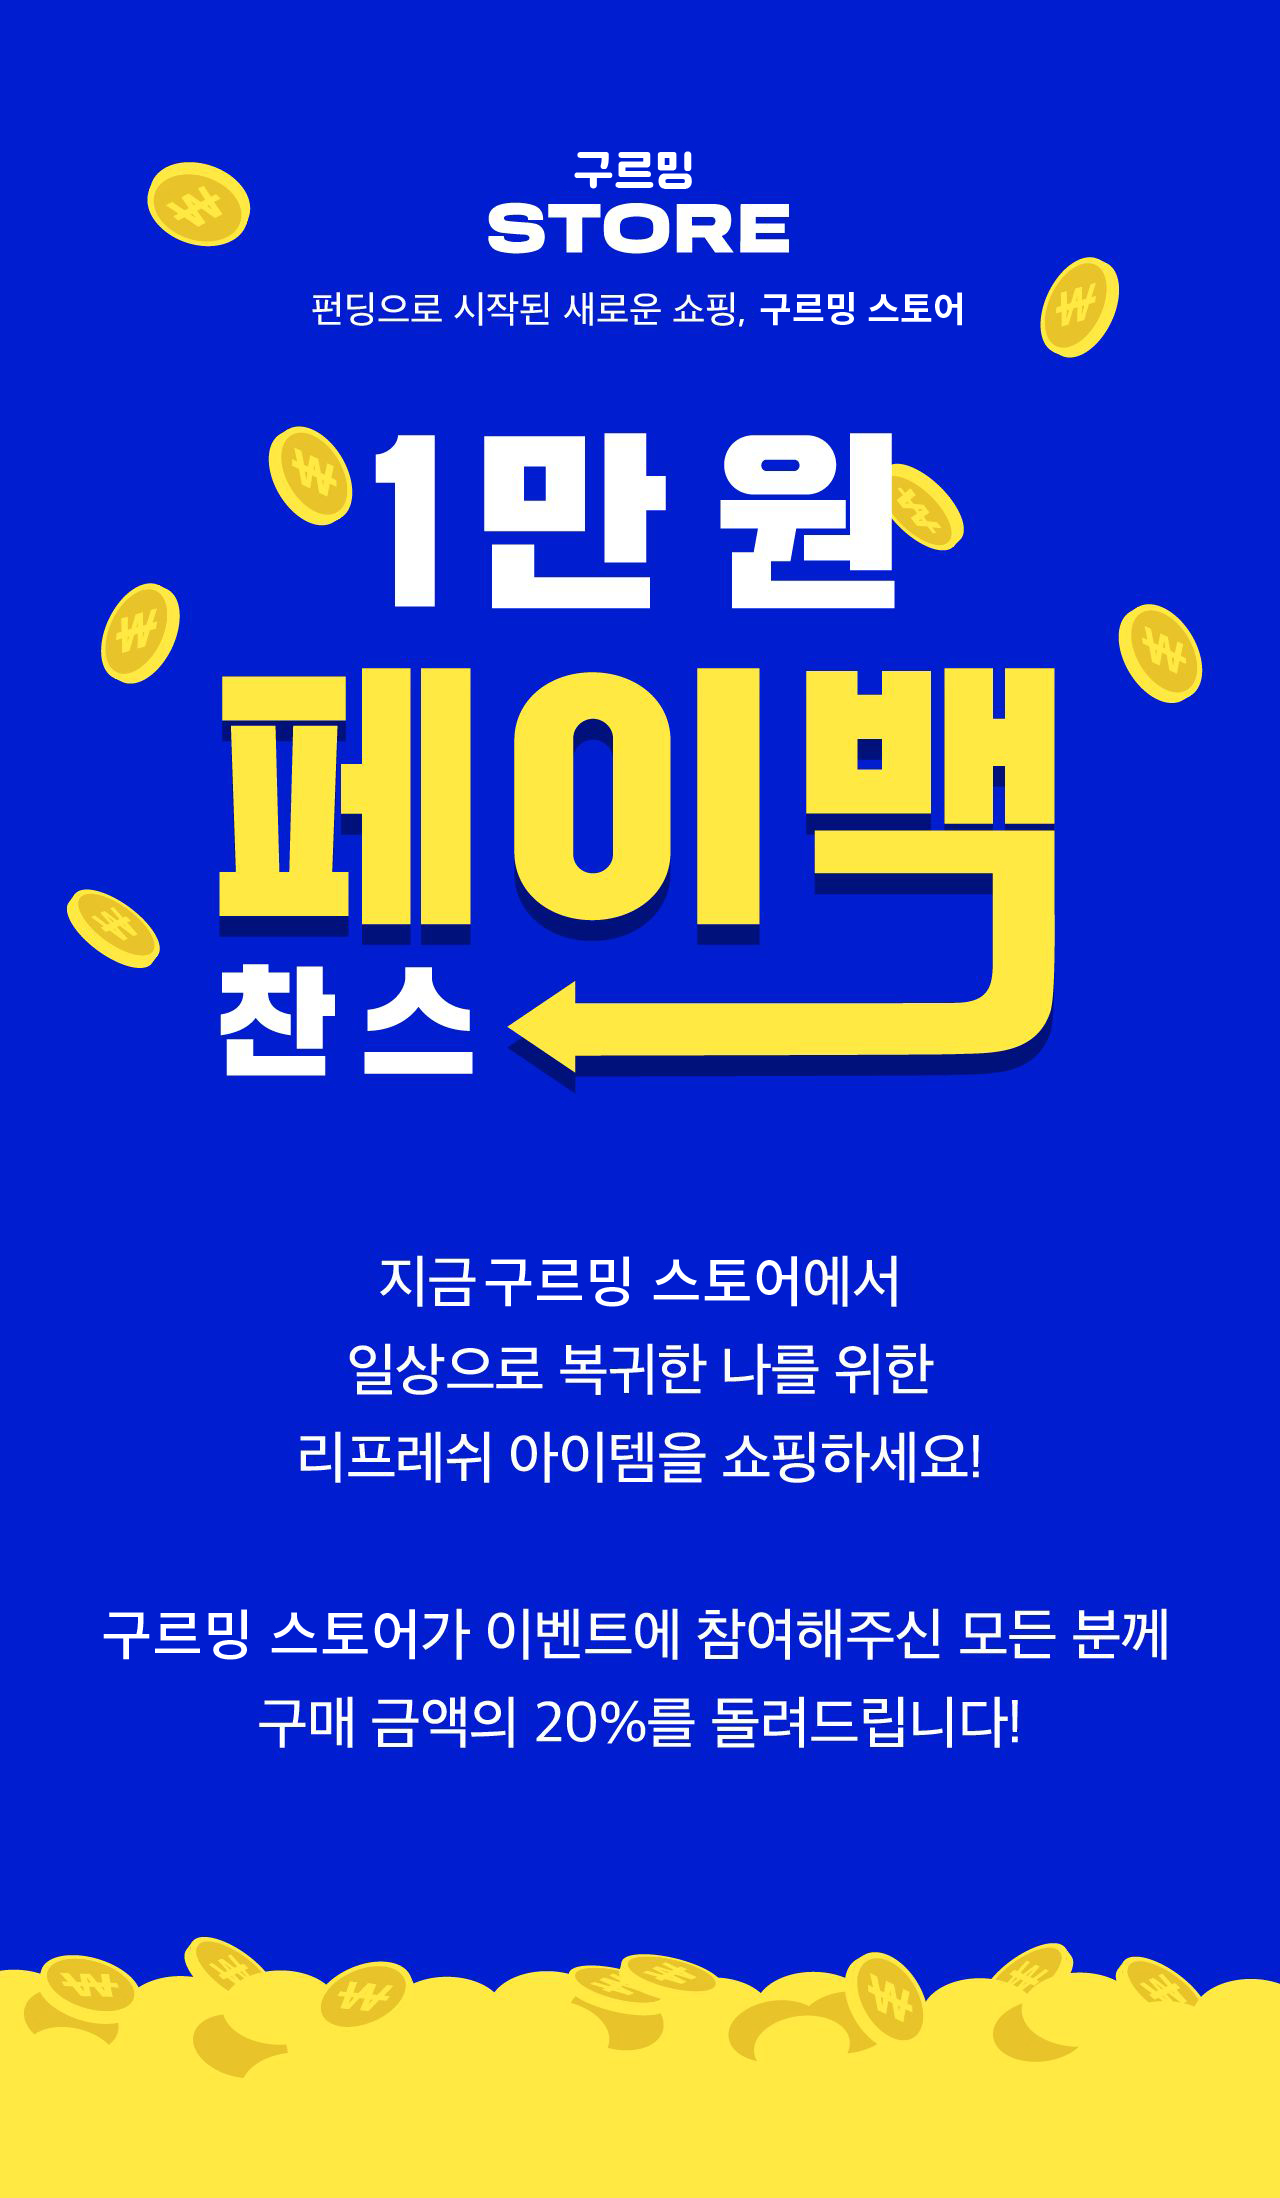 구르밍
STORE
펀딩으로 시작된 새로운 쇼핑, 구르밍 스토어
1만 원
페이백
찬스
지금 구르밍 스토어에서
일상으로 복귀한 나를 위한
리프레쉬 아이템을 쇼핑하세요!
구르밍 스토어가 이벤트에 참여해주신 모든 분께
구매 금액의 20%를 돌려드립니다!